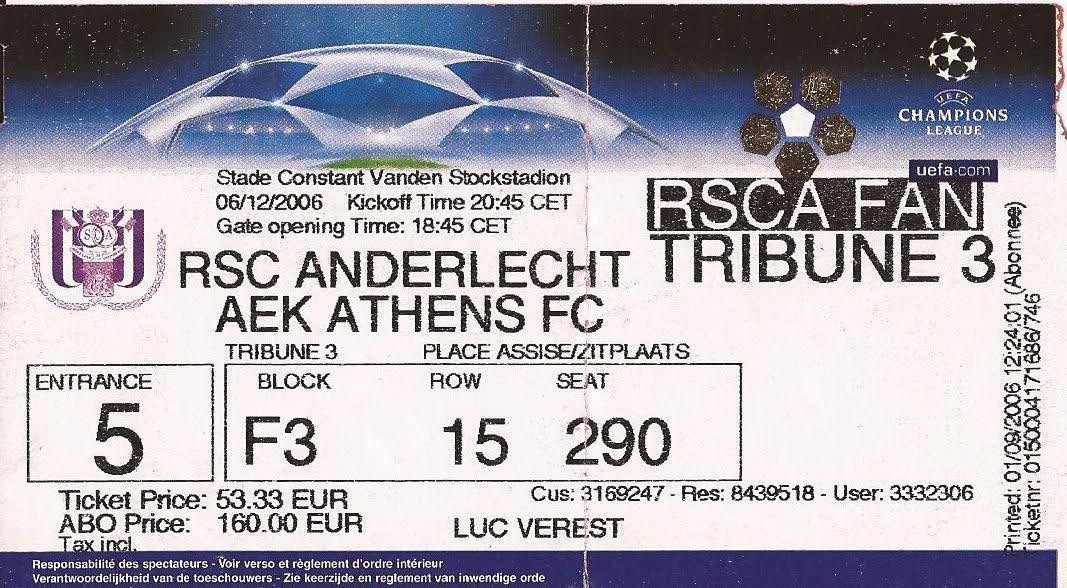 UEFA
CHAMPIONS
LEAGUE
uefa.com
Stade Constant Vanden Stockstadion
06/12/2006 Kickoff Time 20:45 CET
Gate opening Time: 18:45 CET
RSCA FAN
TRIBUNE 3
RSC ANDERLECHT
AEK ATHENS FC
TRIBUNE 3 PLACE ASSISE/ZITPLAATS
ENTRANCE BLOCK ROW SEAT
5 F3 15 290
Ticket Price: 53.33 EUR
Cus: 3169247 - Res: 8439518 - User: 3332306
ABO Price: 160.00 EUR
LUC VEREST
Tax incl.
Printed: 01/09/2006 12:24:01 (Abonnee)
Ticketnr: 0150004171686/746
Responsabilité des spectateurs - Voir verso et règlement d'ordre intérieur
Verantwoordelijkheid van de toeschouwers - Zie keerzijde en reglement van inwendige orde